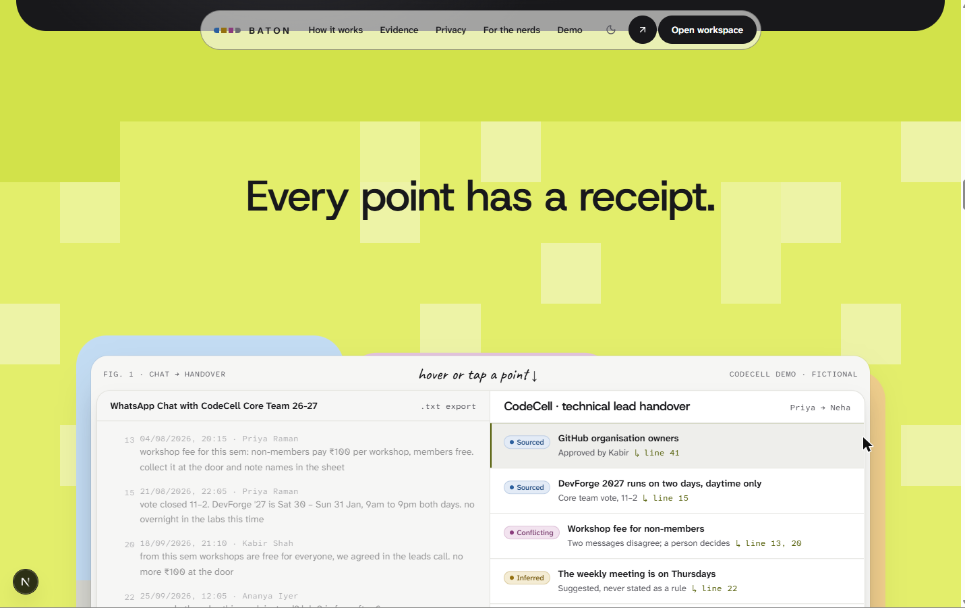 BATON How it works Evidence Privacy For the nerds Demo Open workspace
Every point has a receipt.
FIG. 1 · CHAT → HANDOVER
hover or tap a point ↓
CODECELL DEMO · FICTIONAL
WhatsApp Chat with CodeCell Core Team 26-27
.txt export
13 04/08/2026, 20:15 · Priya Raman
workshop fee for this sem: non-members pay ₹100 per workshop, members free.
collect it at the door and note names in the sheet
15 21/08/2026, 22:05 · Priya Raman
vote closed 11–2. DevForge '27 is Sat 30 - Sun 31 Jan, 9am to 9pm both days. no
overnight in the labs this time
20 18/09/2026, 21:10 · Kabir Shah
from this sem workshops are free for everyone, we agreed in the leads call. no
more ₹100 at the door
22 25/09/2026, 12:05 · Ananya Iyer
CodeCell · technical lead handover
Priya → Neha
Sourced
GitHub organisation owners
Approved by Kabir ↳ line 41
Sourced
DevForge 2027 runs on two days, daytime only
Core team vote, 11–2 ↳ line 15
Conflicting
Workshop fee for non-members
Two messages disagree; a person decides ↳ line 13, 20
Inferred
The weekly meeting is on Thursdays
Suggested, never stated as a rule ↳ line 22
N